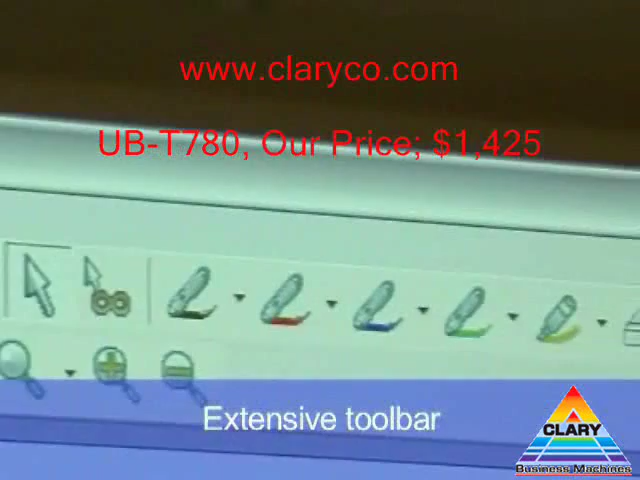 www.claryco.com
UB-T780, Our Price; $1,425
Extensive toolbar
CLARY
Business Machines